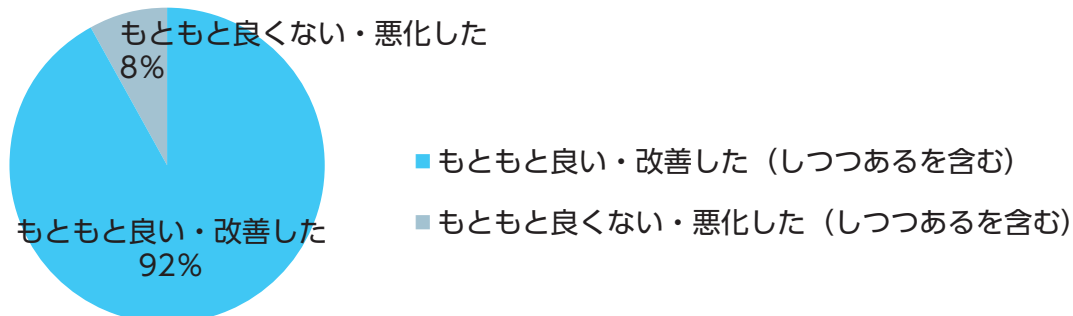 もともと良くない・悪化した
8%
もともと良い・改善した
92%
もともと良い・改善した（しつつあるを含む）
もともと良くない・悪化した（しつつあるを含む）